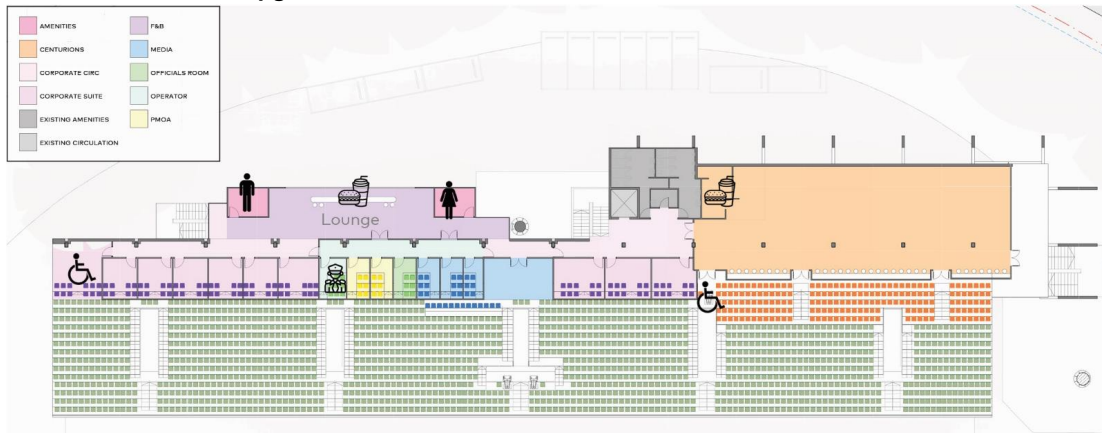 AMENITIES
F&B
CENTURIONS
MEDIA
CORPORATE CIRC
OFFICIALS ROOM
CORPORATE SUITE
OPERATOR
EXISTING AMENITIES
PMOA
EXISTING CIRCULATION
Lounge